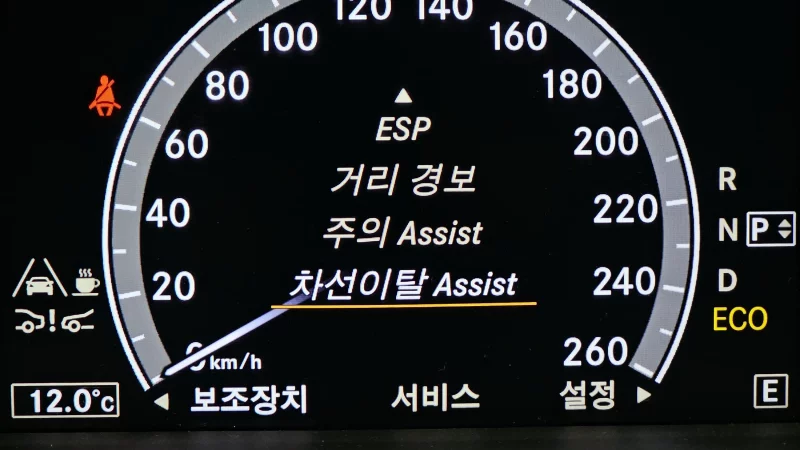 120 140
100 160
80 180
ESP
60 200
거리 경보
R
40 220
주의 Assist
N P
차선이탈 Assist
20 240
D
ECO
0 km/h 260
12.0°C
보조장치 서비스 설정
E